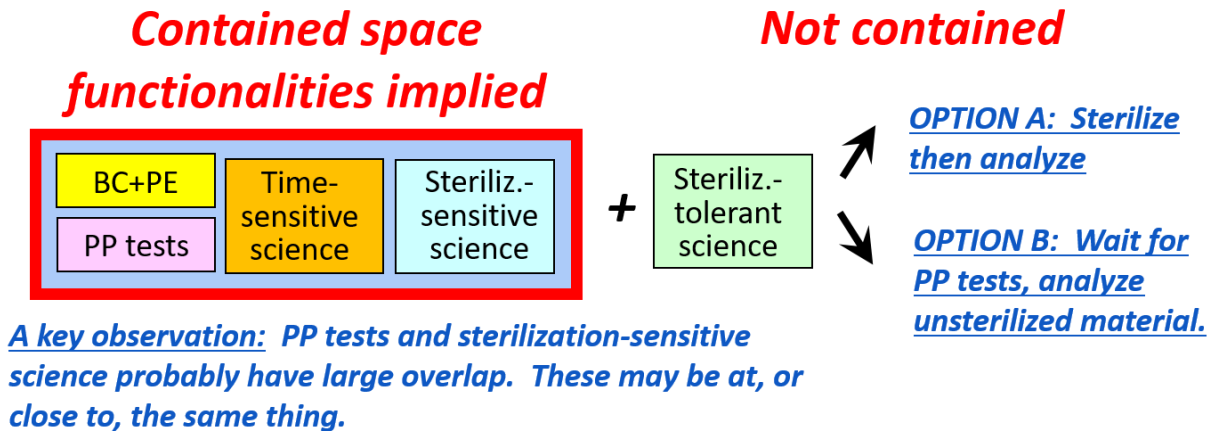 Contained space
functionalities implied
Not contained
BC+PE
PP tests
Time-
sensitive
science
Steriliz.-
sensitive
science
+
Steriliz.-
tolerant
science
OPTION A:  Sterilize
then analyze
OPTION B:  Wait for
PP tests, analyze
unsterilized material.
A key observation:  PP tests and sterilization-sensitive
science probably have large overlap.  These may be at, or
close to, the same thing.